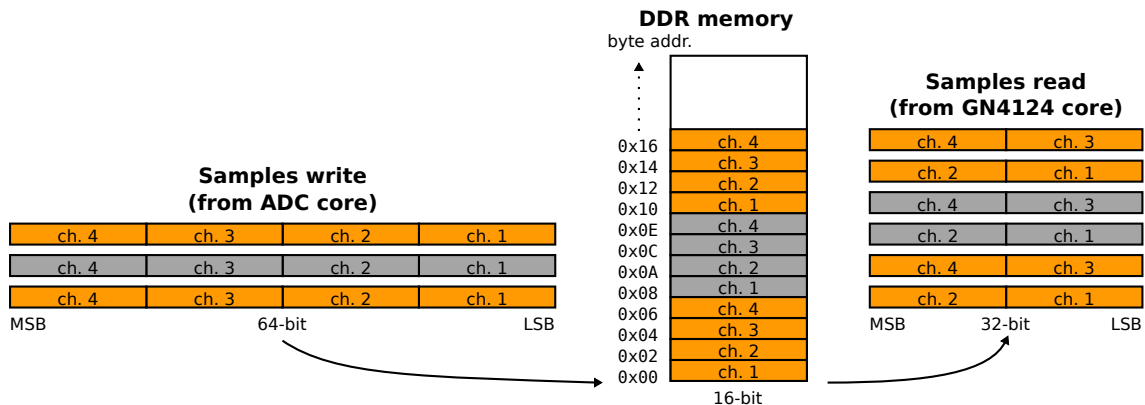 Samples write
(from ADC core)
ch. 4 ch. 3 ch. 2 ch. 1
ch. 4 ch. 3 ch. 2 ch. 1
ch. 4 ch. 3 ch. 2 ch. 1
MSB 64-bit LSB
DDR memory
byte addr.
0x16 ch. 4
0x14 ch. 3
0x12 ch. 2
0x10 ch. 1
0x0E ch. 4
0x0C ch. 3
0x0A ch. 2
0x08 ch. 1
0x06 ch. 4
0x04 ch. 3
0x02 ch. 2
0x00 ch. 1
16-bit
Samples read
(from GN4124 core)
ch. 4 ch. 3
ch. 2 ch. 1
ch. 4 ch. 3
ch. 2 ch. 1
ch. 4 ch. 3
ch. 2 ch. 1
MSB 32-bit LSB